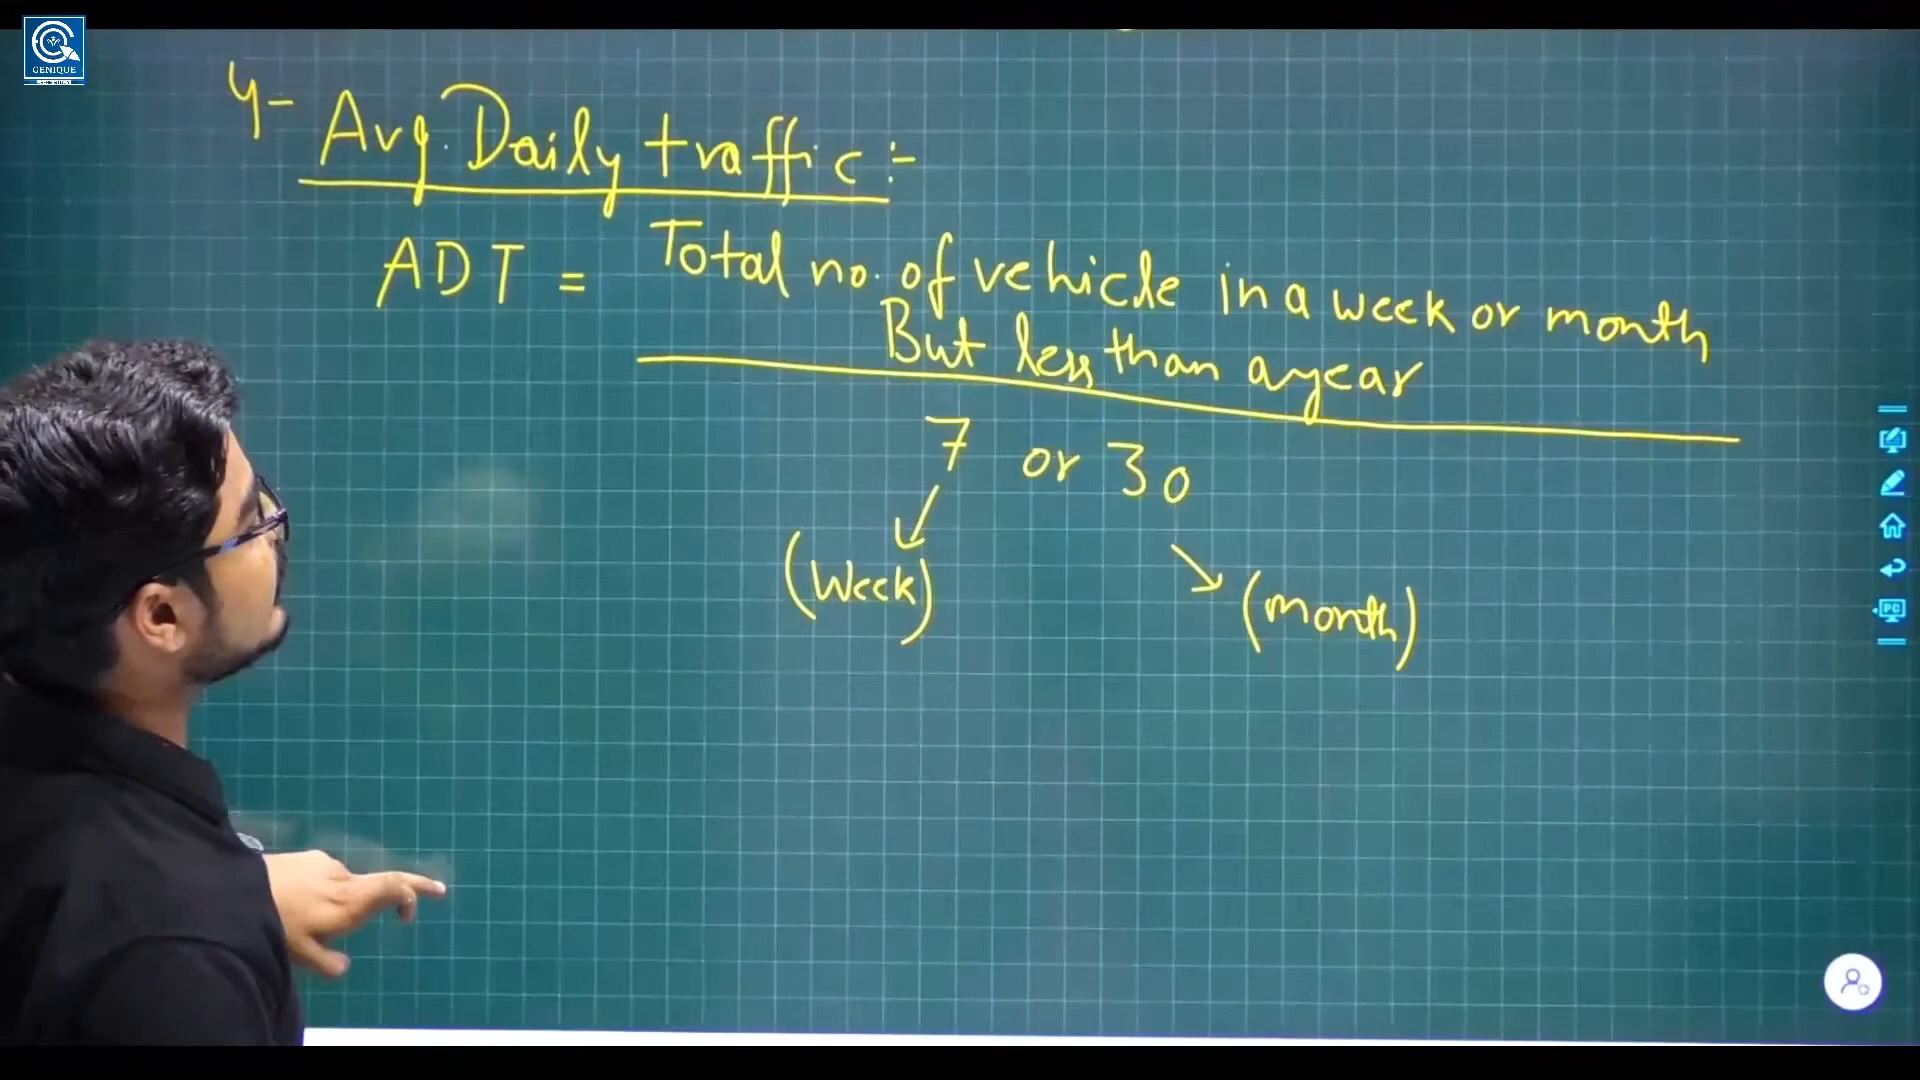 GENIQUE
4- Avg. Daily traffic :-
ADT = Total no. of vehicle in a week or month
But less than a year
7 or 30
(Week)
(month)
PC